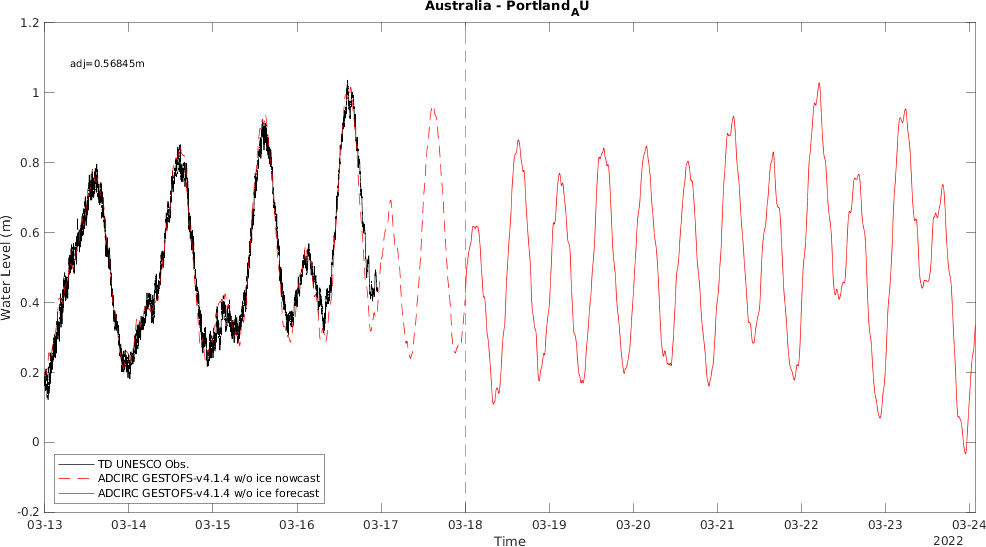 Australia - Portland_AU
1.2
1
0.8
0.6
0.4
0.2
0
-0.2
Water Level (m)
adj=0.56845m
TD UNESCO Obs.
ADCIRC GESTOFS-v4.1.4 w/o ice nowcast
ADCIRC GESTOFS-v4.1.4 w/o ice forecast
03-13 03-14 03-15 03-16 03-17 03-18 03-19 03-20 03-21 03-22 03-23 03-24
Time
2022